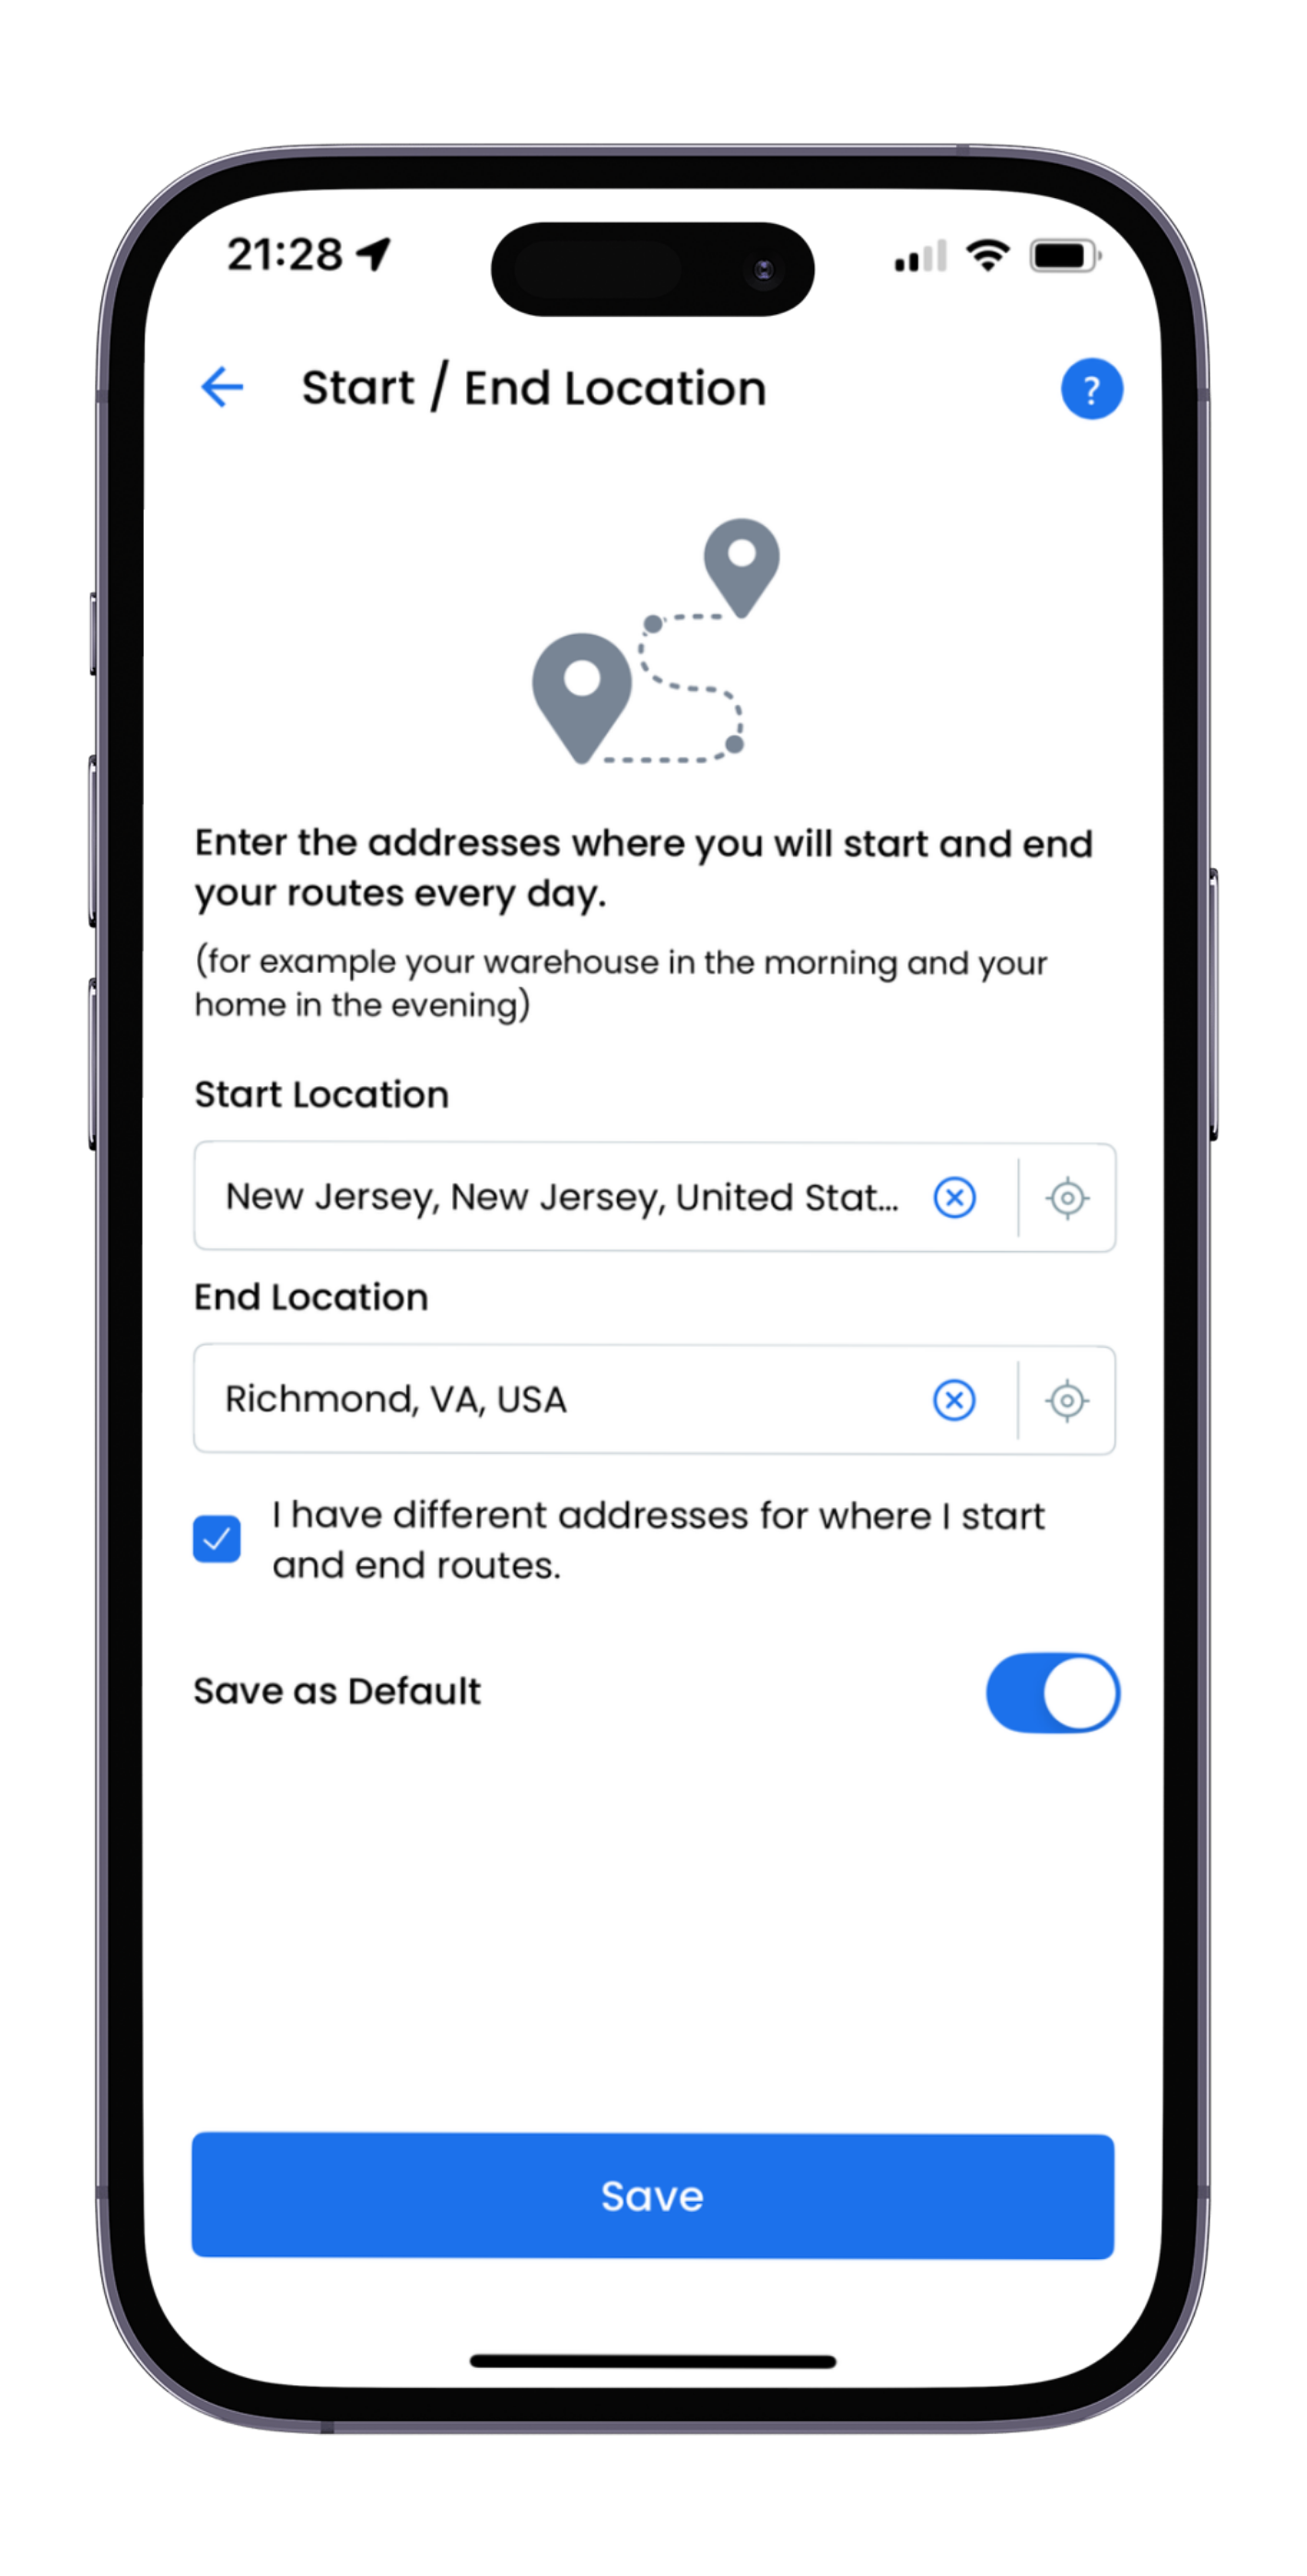 21:28
Start / End Location
?
Enter the addresses where you will start and end
your routes every day.
(for example your warehouse in the morning and your
home in the evening)
Start Location
New Jersey, New Jersey, United Stat...
End Location
Richmond, VA, USA
I have different addresses for where I start
and end routes.
Save as Default
Save